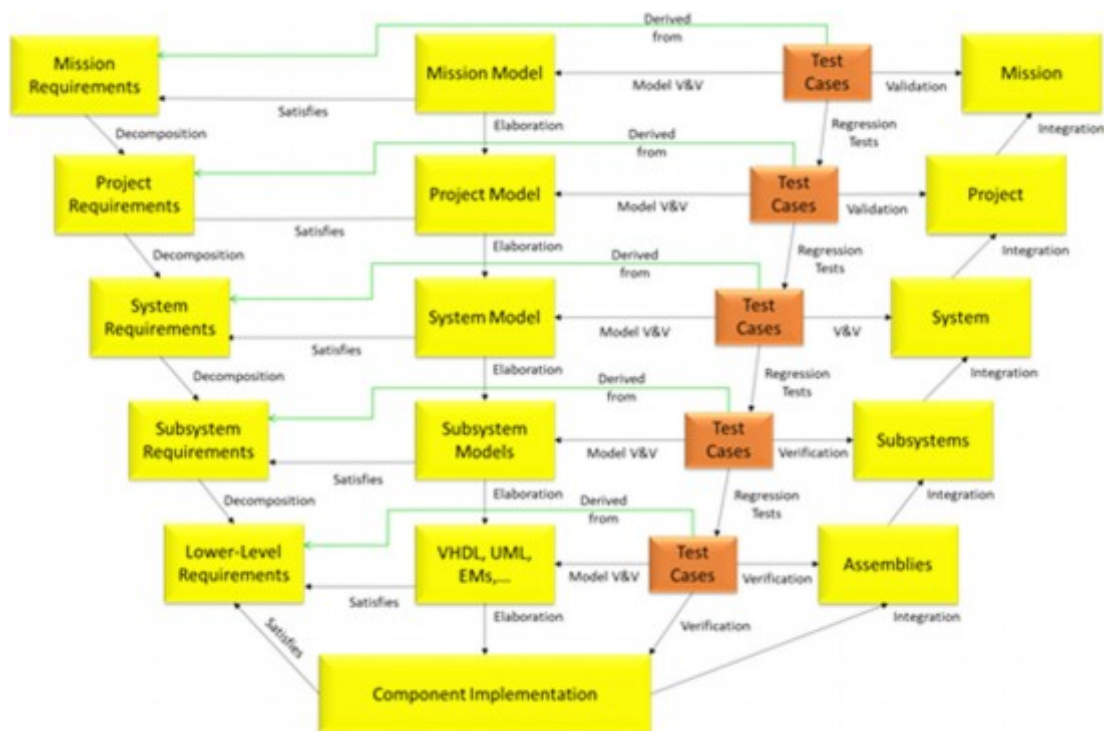 Derived
from
Mission
Requirements
Mission Model
Test
Cases
Mission
Model V&V
Validation
Satisfies
Decomposition
Elaboration
Regression
Tests
Integration
Derived
from
Project
Requirements
Project Model
Test
Cases
Project
Model V&V
Validation
Satisfies
Decomposition
Elaboration
Regression
Tests
Integration
Derived
from
System
Requirements
System Model
Test
Cases
System
Model V&V
V&V
Satisfies
Decomposition
Elaboration
Regression
Tests
Integration
Derived
from
Subsystem
Requirements
Subsystem
Models
Test
Cases
Subsystems
Model V&V
Verification
Satisfies
Decomposition
Elaboration
Regression
Tests
Integration
Derived
from
Lower-Level
Requirements
VHDL, UML,
EMs,...
Test
Cases
Assemblies
Model V&V
Verification
Satisfies
Elaboration
Verification
Integration
Satisfies
Component Implementation